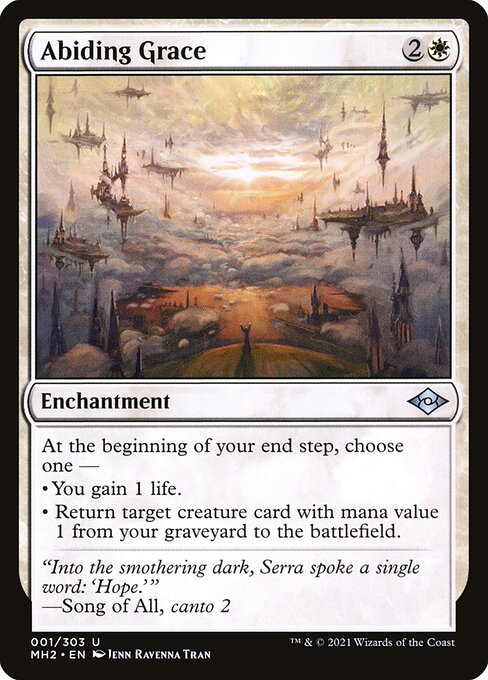 Abiding Grace 2
Enchantment
At the beginning of your end step, choose
one —
• You gain 1 life.
• Return target creature card with mana value
1 from your graveyard to the battlefield.
“Into the smothering dark, Serra spoke a single
word: ‘Hope.’”
—Song of All, canto 2
001/303 U
MH2 • EN Jenn Ravenna Tran
™ & © 2021 Wizards of the Coast